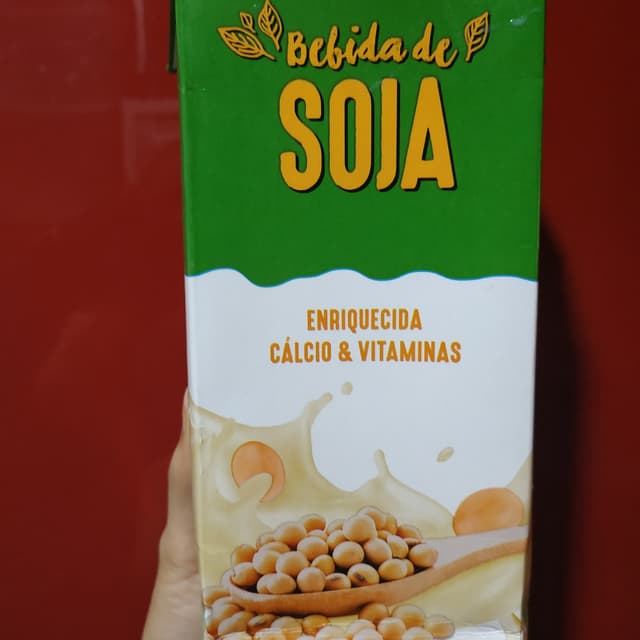 Bebida de
SOJA
ENRIQUECIDA
CÁLCIO & VITAMINAS